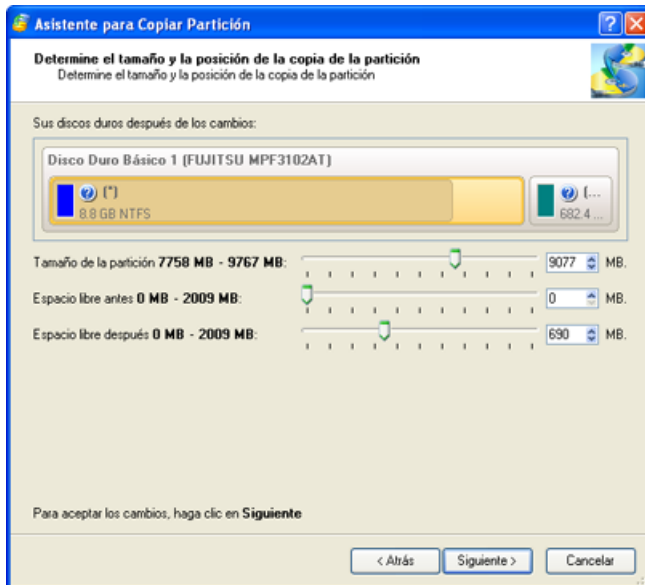 Asistente para Copiar Partición
Determine el tamaño y la posición de la copia de la partición
Determine el tamaño y la posición de la copia de la partición
Sus discos duros después de los cambios:
Disco Duro Básico 1 (FUJITSU MPF3102AT)
(*)
8.8 GB NTFS
(...
682.4 ...
Tamaño de la partición 7758 MB - 9767 MB: 9077 MB.
Espacio libre antes 0 MB - 2009 MB: 0 MB.
Espacio libre después 0 MB - 2009 MB: 690 MB.
Para aceptar los cambios, haga clic en Siguiente
< Atrás Siguiente > Cancelar